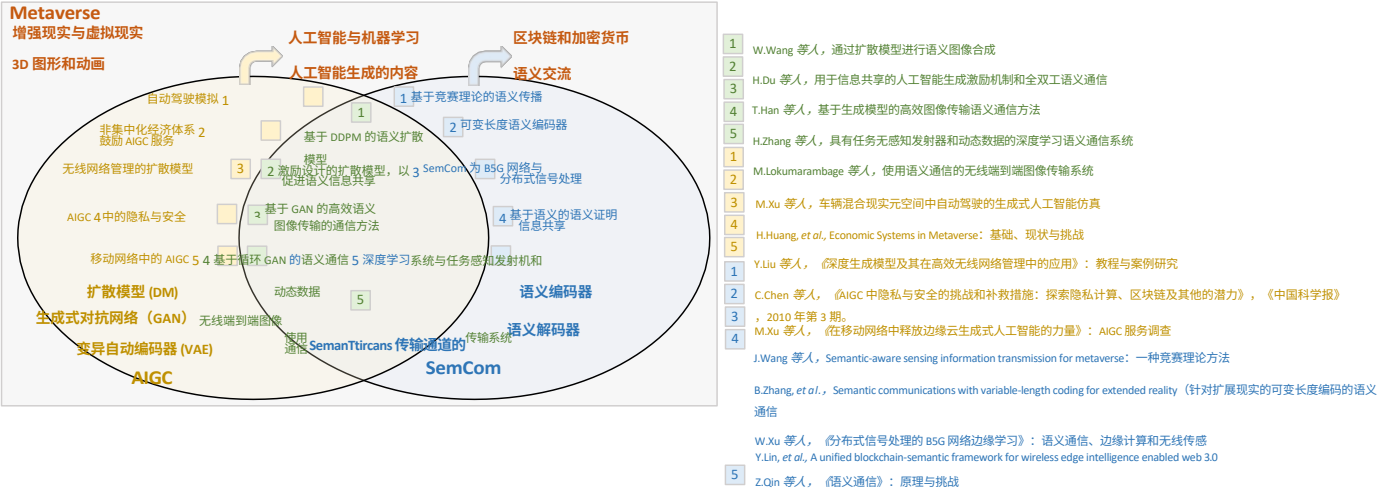 Metaverse
增强现实与虚拟现实
3D 图形和动画
人工智能与机器学习
人工智能生成的内容
区块链和加密货币
语义交流
自动驾驶模拟 1
非集中化经济体系 2
鼓励 AIGC 服务
无线网络管理的扩散模型
3
AIGC 4 中的隐私与安全
移动网络中的 AIGC 5 4 基于循环 GAN 的语义通信 5 深度学习系统与任务感知发射机和
1
基于 DDPM 的语义扩散
模型
2 激励设计的扩散模型，以 3 SemCom 为 B5G 网络与
促进语义信息共享
分布式信号处理
3 基于 GAN 的高效语义
图像传输的通信方法
1 基于竞赛理论的语义传播
2 可变长度语义编码器
4 基于语义的语义证明
信息共享
动态数据
5
扩散模型 (DM)
生成式对抗网络（GAN）
无线端到端图像
变异自动编码器 (VAE)
使用
通信
SemanTtircans 传输通道的
传输系统
AIGC
SemCom
语义编码器
语义解码器
1
W.Wang 等人，通过扩散模型进行语义图像合成
2
H.Du 等人，用于信息共享的人工智能生成激励机制和全双工语义通信
3
4
T.Han 等人，基于生成模型的高效图像传输语义通信方法
5
H.Zhang 等人，具有任务无感知发射器和动态数据的深度学习语义通信系统
1
M.Lokumarambage 等人，使用语义通信的无线端到端图像传输系统
2
3
M.Xu 等人，车辆混合现实元空间中自动驾驶的生成式人工智能仿真
4
H.Huang, et al., Economic Systems in Metaverse：基础、现状与挑战
5
1
Y.Liu 等人，《深度生成模型及其在高效无线网络管理中的应用》：教程与案例研究
2
C.Chen 等人，《AIGC 中隐私与安全的挑战和补救措施：探索隐私计算、区块链及其他的潜力》，《中国科学报》
3
，2010 年第 3 期。
4
M.Xu 等人，《在移动网络中释放边缘云生成式人工智能的力量》：AIGC 服务调查
J.Wang 等人，Semantic-aware sensing information transmission for metaverse：一种竞赛理论方法
B.Zhang, et al.，Semantic communications with variable-length coding for extended reality（针对扩展现实的可变长度编码的语义
通信
W.Xu 等人，《分布式信号处理的 B5G 网络边缘学习》：语义通信、边缘计算和无线传感
Y.Lin, et al., A unified blockchain-semantic framework for wireless edge intelligence enabled web 3.0
5
Z.Qin 等人，《语义通信》：原理与挑战